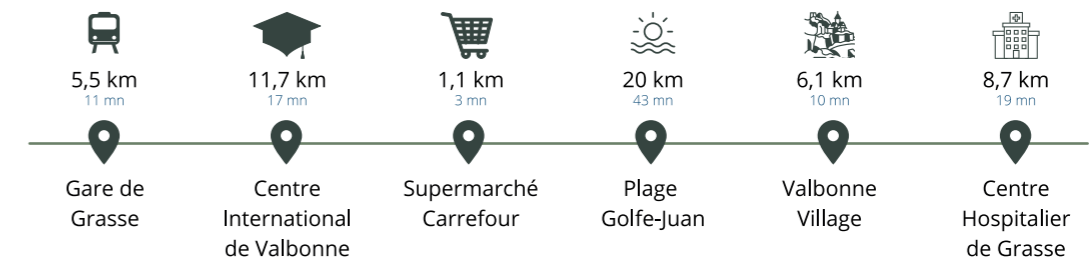 5,5 km
11 mn
Gare de
Grasse
11,7 km
17 mn
Centre
International
de Valbonne
1,1 km
3 mn
Supermarché
Carrefour
20 km
43 mn
Plage
Golfe-Juan
6,1 km
10 mn
Valbonne
Village
8,7 km
19 mn
Centre
Hospitalier
de Grasse